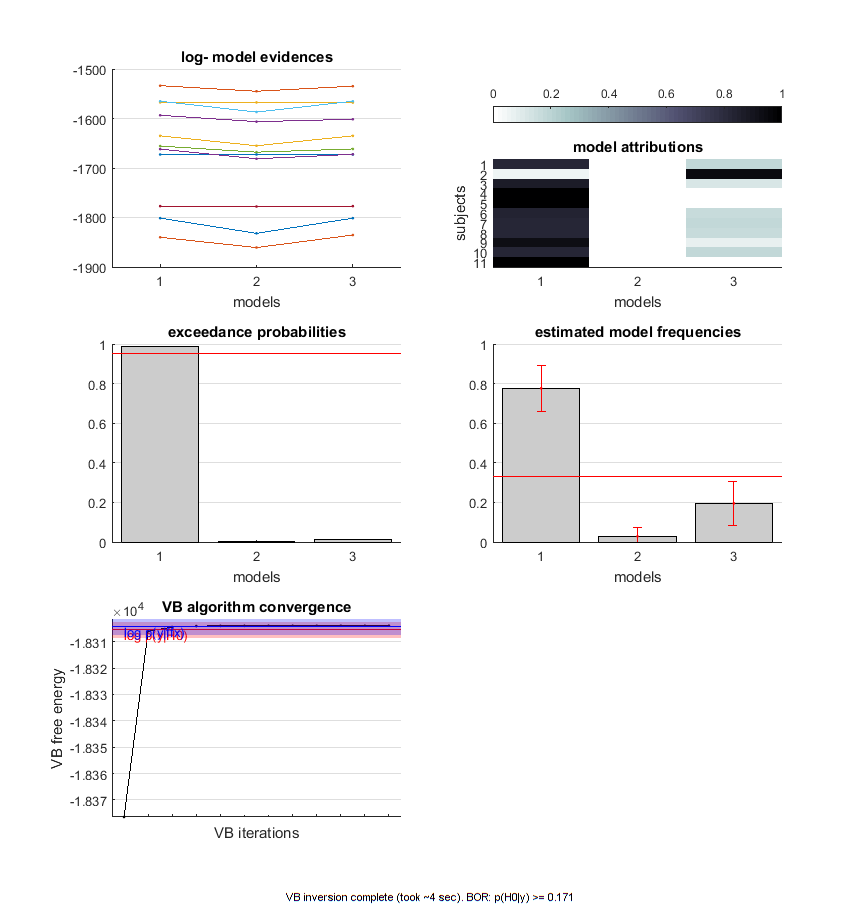 log- model evidences
-1500
-1600
-1700
-1800
-1900
1 2 3
models
0 0.2 0.4 0.6 0.8 1
model attributions
subjects
1
2
3
4
5
6
7
8
9
10
11
1 2 3
models
exceedance probabilities
1
0.8
0.6
0.4
0.2
0
1 2 3
models
estimated model frequencies
1
0.8
0.6
0.4
0.2
0
1 2 3
models
×10⁴
VB algorithm convergence
VB free energy
-1.831
-1.832
-1.833
-1.834
-1.835
-1.836
-1.837
VB iterations
VB inversion complete (took ~4 sec). BOR: p(H0|y) >= 0.171